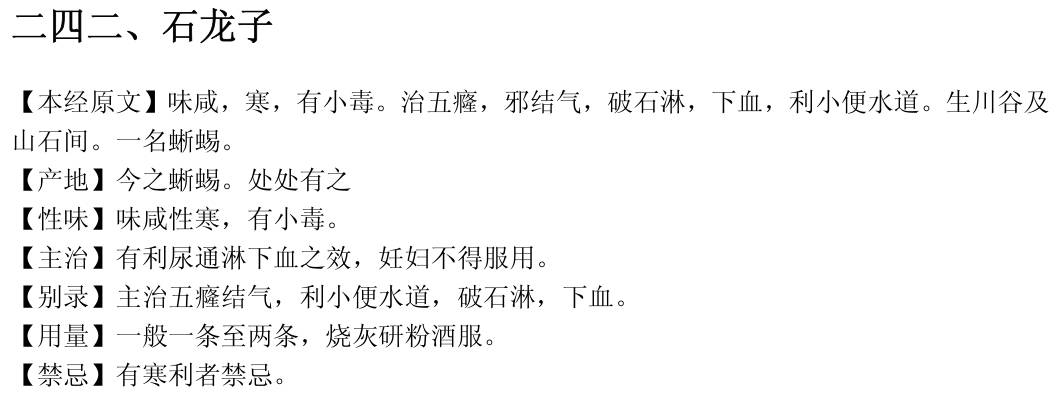 二四二、石龙子
【本经原文】味咸，寒，有小毒。治五癃，邪结气，破石淋，下血，利小便水道。生川谷及
山石间。一名蜥蜴。
【产地】今之蜥蜴。处处有之
【性味】味咸性寒，有小毒。
【主治】有利尿通淋下血之效，妊妇不得服用。
【别录】主治五癃结气，利小便水道，破石淋，下血。
【用量】一般一条至两条，烧灰研粉酒服。
【禁忌】有寒利者禁忌。